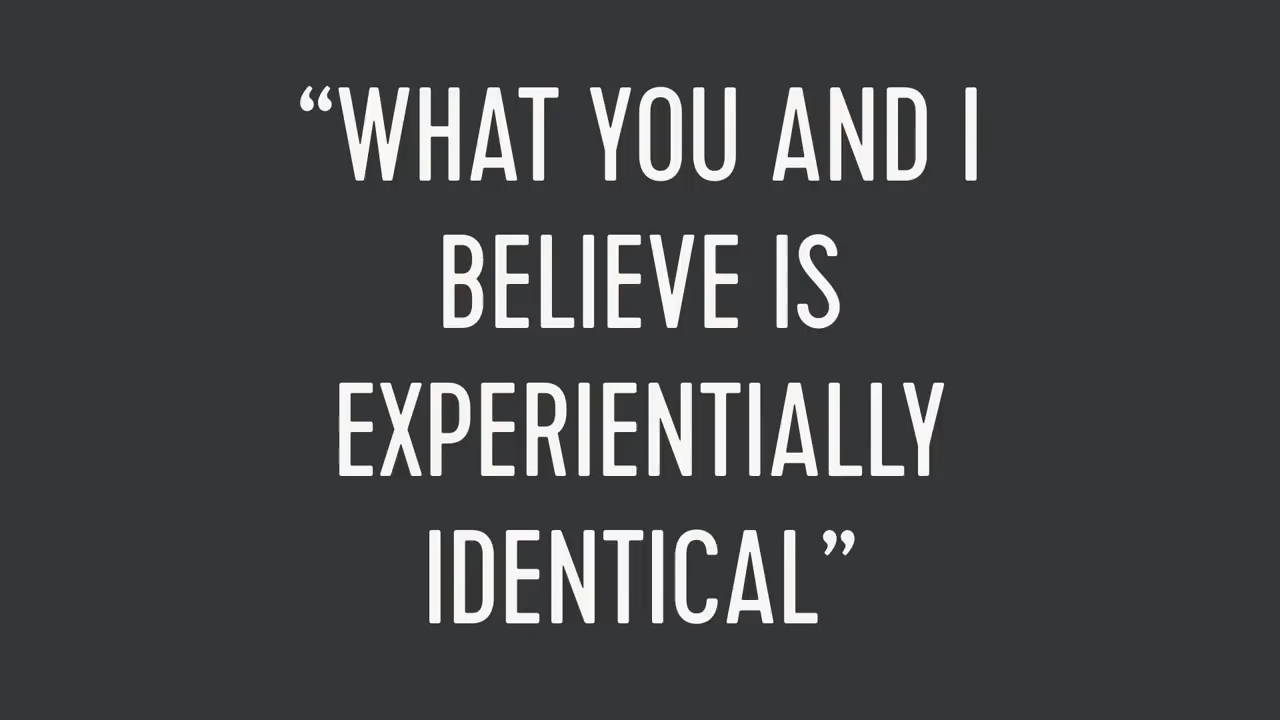 “WHAT YOU AND I
BELIEVE IS
EXPERIENTIALLY
IDENTICAL”